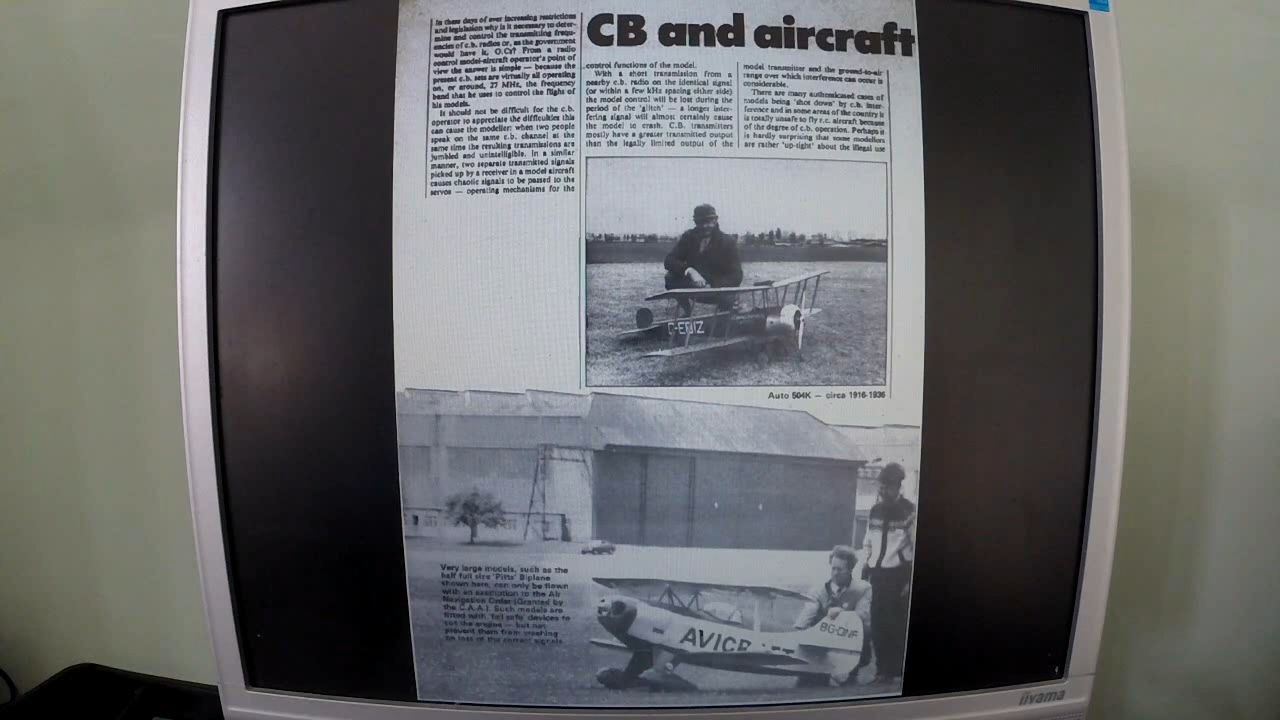 CB and aircraft
In these days of ever increasing restrictions
and legislation why is it necessary to deter-
mine and control the transmitting frequ-
encies of c.b. radios or, as the government
would have it, O.C.? From a radio
control model-aircraft operator's point of
view the answer is simple — because the
present c.b. sets are virtually all operating
on, or around, 27 MHz, the frequency
band that he uses to control the flights of
his models.
It should not be difficult for the c.b.
operator to appreciate the difficulties this
can cause the modeller: when two people
speak on the same c.b. channel at the
same time the resulting transmissions are
jumbled and unintelligible. In a similar
manner, two separate transmitted signals
picked up by a receiver in a model aircraft
causes chaotic signals to be passed to the
servos — operating mechanisms for the
control functions of the model.
With a short transmission from a
nearby c.b. radio on the identical signal
(or within a few kHz spacing either side)
the model control will be lost during the
period of the 'glitch' — a longer inter-
fering signal will almost certainly cause
the model to crash. C.B. transmitters
mostly have a greater transmitted output
than the legally limited output of the
model transmitter and the ground-to-air
range over which interference can occur is
considerable.
There are many authenticated cases of
models being 'shot down' by c.b. inter-
ference and in some areas of the country it
is totally unsafe to fly r.c. aircraft because
of the degree of c.b. operation. Perhaps it
is hardly surprising that some modellers
are rather 'up-tight' about the illegal use
Auto 504K — circa 1916-1936
Very large models, such as the
half full size 'Pitts' Biplane
shown here, can only be flown
with an exemption to the Air
Navigation Order (Granted by
the C.A.A.). Such models are
fitted with 'fail safe' devices to
cut the engine — but not
prevent them from crashing
on loss of the correct signals.
iiyama